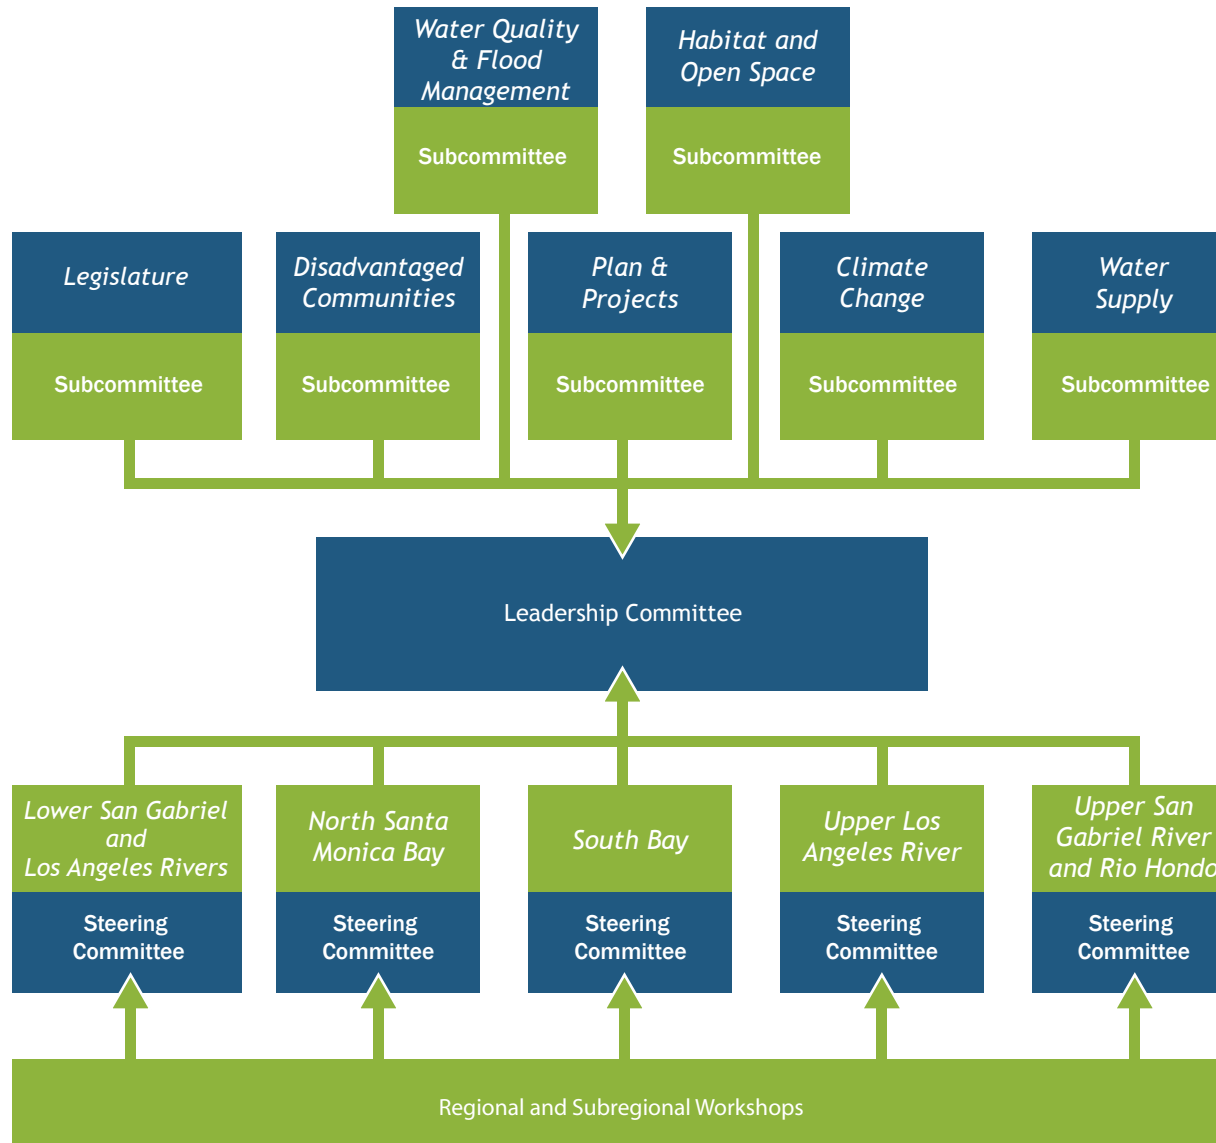 Water Quality
& Flood
Management
Subcommittee
Habitat and
Open Space
Subcommittee
Legislature
Subcommittee
Disadvantaged
Communities
Subcommittee
Plan &
Projects
Subcommittee
Climate
Change
Subcommittee
Water
Supply
Subcommittee
Leadership Committee
Lower San Gabriel
and
Los Angeles Rivers
Steering
Committee
North Santa
Monica Bay
Steering
Committee
South Bay
Steering
Committee
Upper Los
Angeles River
Steering
Committee
Upper San
Gabriel River
and Rio Hondo
Steering
Committee
Regional and Subregional Workshops